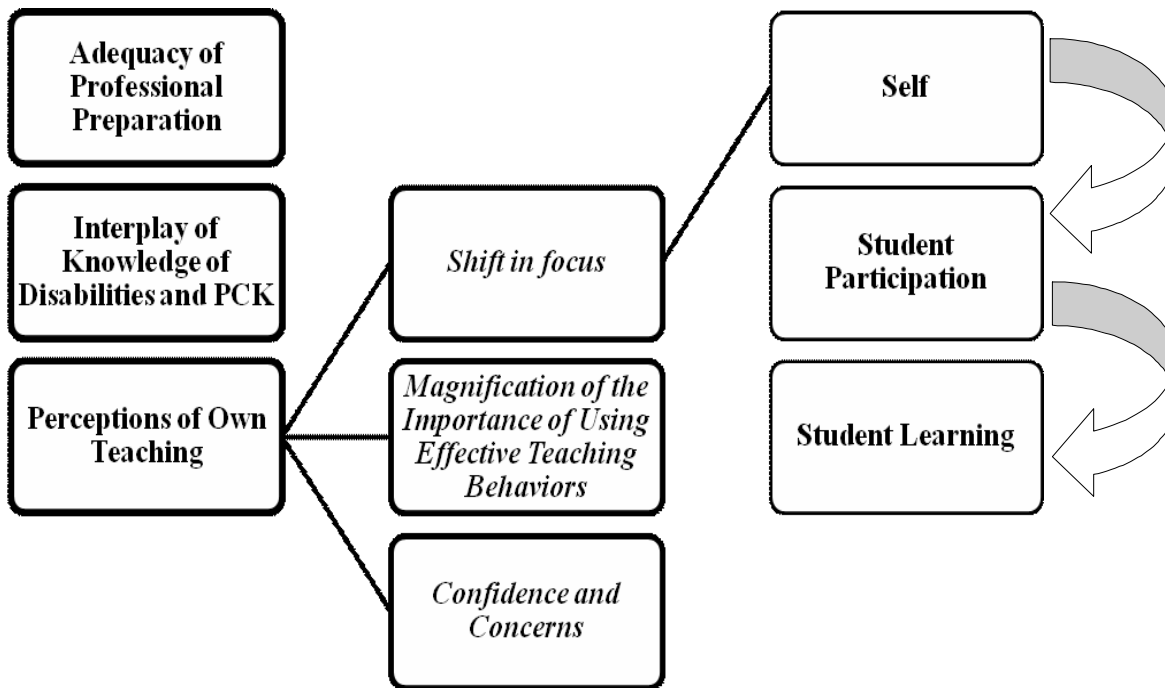 Adequacy of
Professional
Preparation
Interplay of
Knowledge of
Disabilities and PCK
Perceptions of Own
Teaching
Shift in focus
Magnification of the
Importance of Using
Effective Teaching
Behaviors
Confidence and
Concerns
Self
Student
Participation
Student Learning